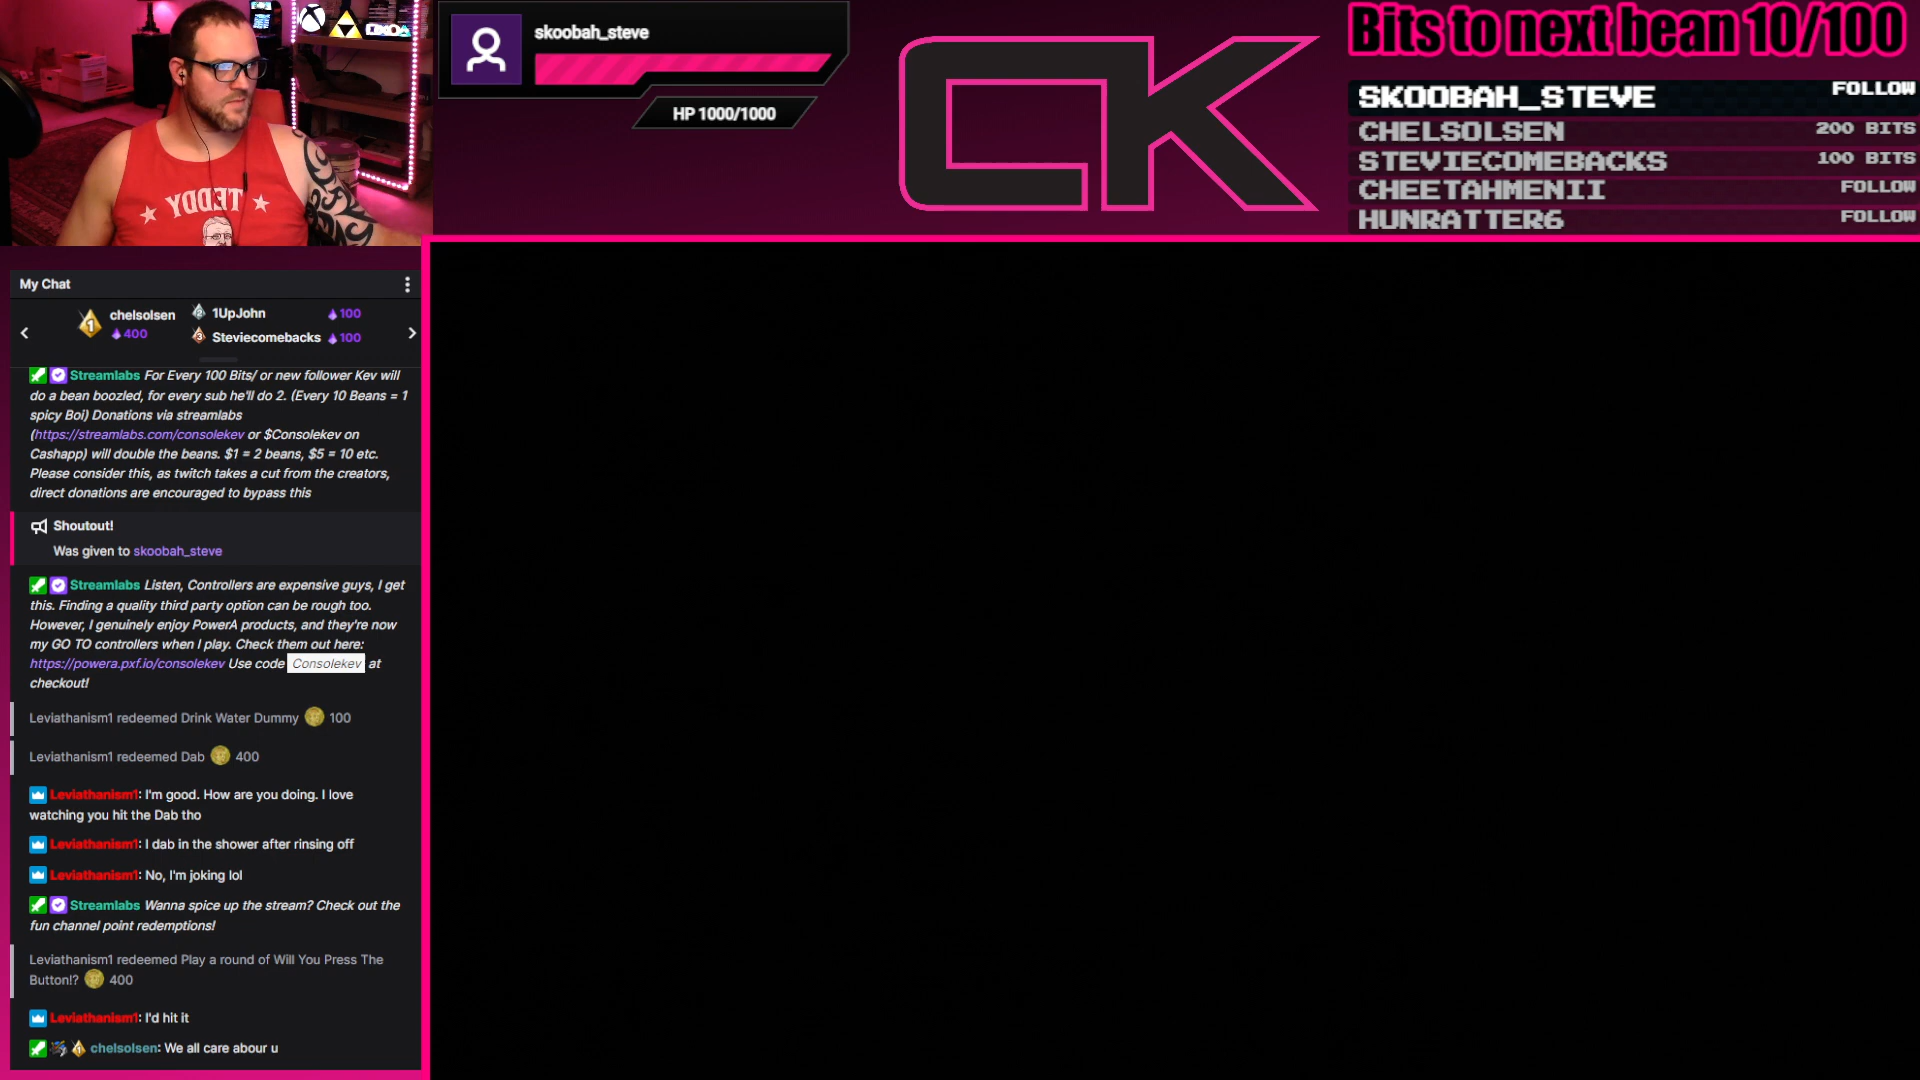 TEDDY
skoobah_steve
HP 1000/1000
CK
Bits to next bean 10/100
SKOOBAH_STEVE FOLLOW
CHELSOLSEN 200 BITS
STEVIECOMEBACKS 100 BITS
CHEETAHMENII FOLLOW
HUNRATTER6 FOLLOW
My Chat
1 chelsolsen 400
2 1UpJohn 100
3 Steviecomebacks 100
Streamlabs For Every 100 Bits/ or new follower Kev will
do a bean boozled, for every sub he'll do 2. (Every 10 Beans = 1
spicy Boi) Donations via streamlabs
(https://streamlabs.com/consolekev or $Consolekev on
Cashapp) will double the beans. $1 = 2 beans, $5 = 10 etc.
Please consider this, as twitch takes a cut from the creators,
direct donations are encouraged to bypass this
Shoutout!
Was given to skoobah_steve
Streamlabs Listen, Controllers are expensive guys, I get
this. Finding a quality third party option can be rough too.
However, I genuinely enjoy PowerA products, and they're now
my GO TO controllers when I play. Check them out here:
https://powera.pxf.io/consolekev Use code Consolekev at
checkout!
Leviathanism1 redeemed Drink Water Dummy 100
Leviathanism1 redeemed Dab 400
Leviathanism1: I'm good. How are you doing. I love
watching you hit the Dab tho
Leviathanism1: I dab in the shower after rinsing off
Leviathanism1: No, I'm joking lol
Streamlabs Wanna spice up the stream? Check out the
fun channel point redemptions!
Leviathanism1 redeemed Play a round of Will You Press The
Button!? 400
Leviathanism1: I'd hit it
chelsolsen: We all care abour u